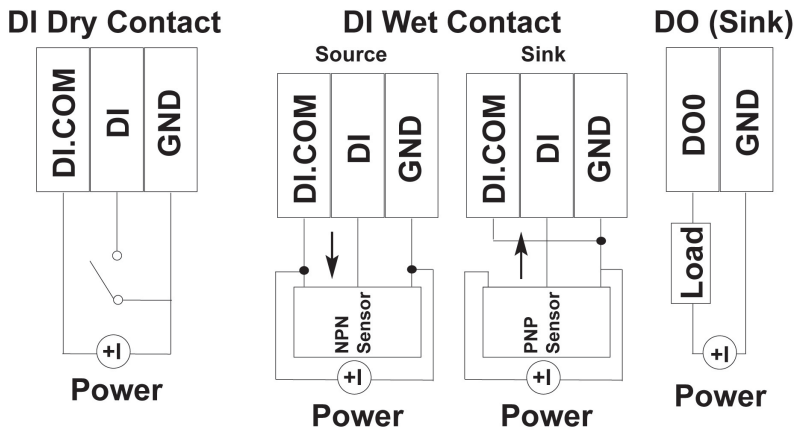 DI Dry Contact
DI.COM
DI
GND
+-
Power
DI Wet Contact
Source
DI.COM
DI
GND
NPN
Sensor
+-
Power
Sink
DI.COM
DI
GND
PNP
Sensor
+-
Power
DO (Sink)
DO0
GND
Load
+-
Power